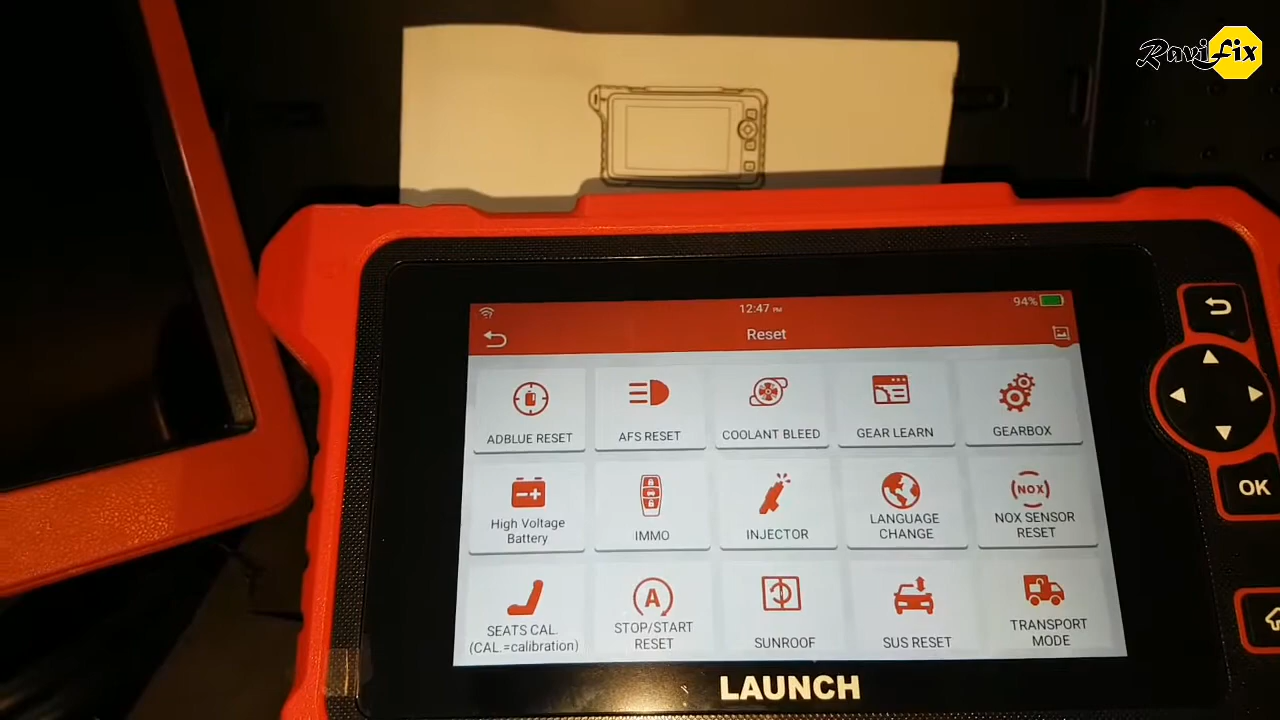 RaviFix
12:47 PM
94%
Reset
ADBLUE RESET
AFS RESET
COOLANT BLEED
GEAR LEARN
GEARBOX
High Voltage
Battery
IMMO
INJECTOR
LANGUAGE
CHANGE
NOX
NOX SENSOR
RESET
SEATS CAL.
(CAL.=calibration)
A
STOP/START
RESET
SUNROOF
SUS RESET
TRANSPORT
MODE
OK
LAUNCH